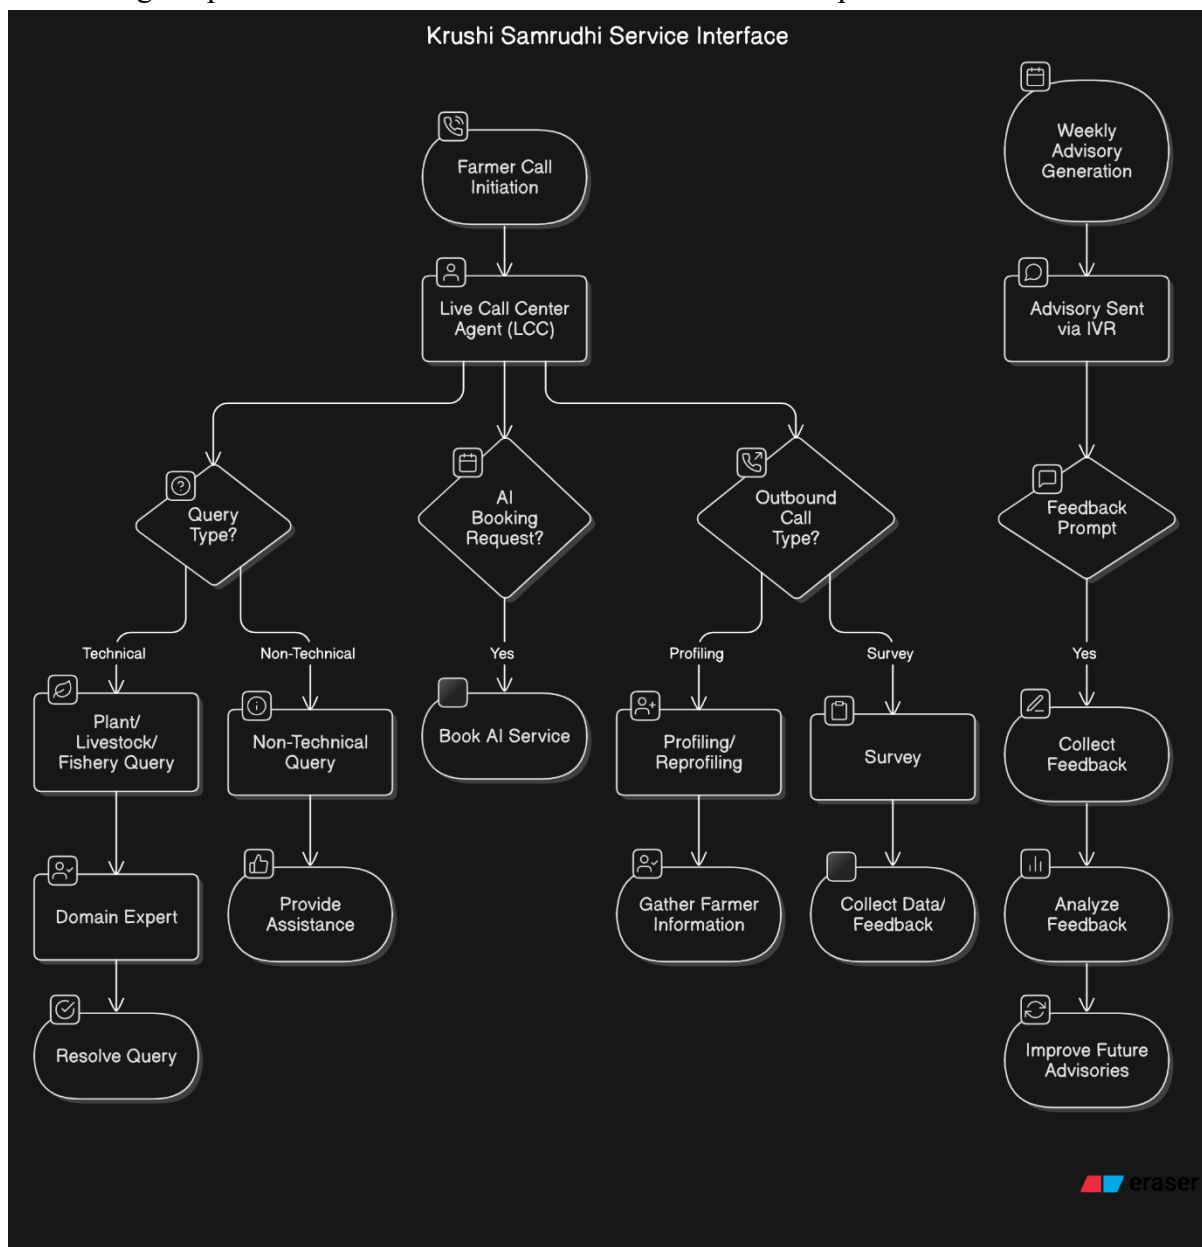 Krushi Samrudhi Service Interface
Farmer Call
Initiation
Weekly
Advisory
Generation
Live Call Center
Agent (LCC)
Advisory Sent
via IVR
Query
Type?
AI
Booking
Request?
Outbound
Call
Type?
Feedback
Prompt
Technical
Non-Technical
Yes
Profiling
Survey
Yes
Plant/
Livestock/
Fishery Query
Non-Technical
Query
Book AI Service
Profiling/
Reprofiling
Survey
Collect
Feedback
Domain Expert
Provide
Assistance
Gather Farmer
Information
Collect Data/
Feedback
Analyze
Feedback
Resolve Query
Improve Future
Advisories
eraser